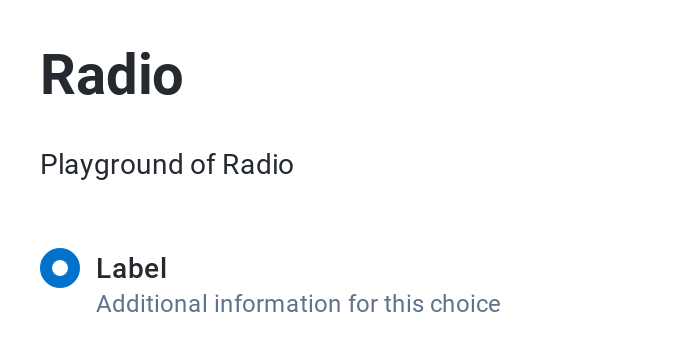 Radio
Playground of Radio
Label
Additional information for this choice